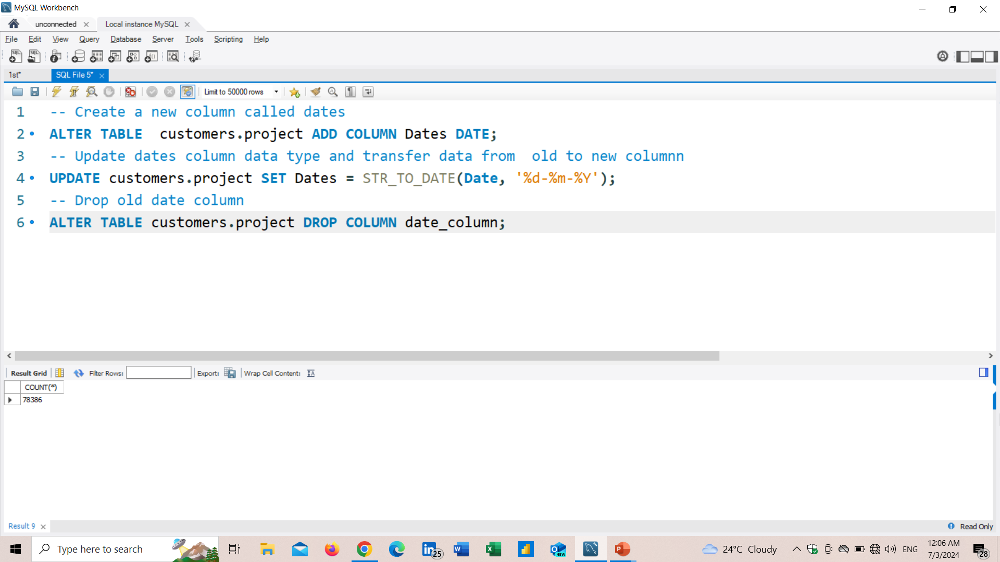 MySQL Workbench
unconnected
Local instance MySQL
File Edit View Query Database Server Tools Scripting Help
1st*
SQL File 5*
Limit to 50000 rows
1 -- Create a new column called dates
2 ALTER TABLE  customers.project ADD COLUMN Dates DATE;
3 -- Update dates column data type and transfer data from  old to new columnn
4 UPDATE customers.project SET Dates = STR_TO_DATE(Date, '%d-%m-%Y');
5 -- Drop old date column
6 ALTER TABLE customers.project DROP COLUMN date_column;
Result Grid Filter Rows: Export: Wrap Cell Content:
COUNT(*)
78386
Result 9
Read Only
Type here to search
25
NEW
24°C Cloudy
ENG
12:06 AM
7/3/2024
28